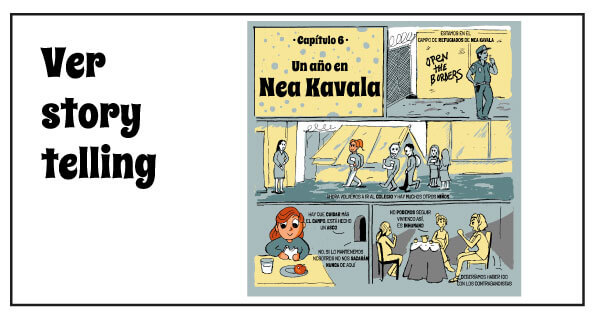 Ver
story
telling
· Capítulo 6 ·
Un año en
Nea Kavala
ESTAMOS EN EL
CAMPO DE REFUGIADOS DE NEA KAVALA
OPEN
THE
BORDERS
AHORA VOLVEMOS A IR AL COLEGIO Y HAY MUCHOS OTROS NIÑOS.
HAY QUE CUIDAR MÁS
EL CAMPO, ESTÁ HECHO
UN ASCO.
NO, SI LO MANTENEMOS
NOSOTROS NO NOS SACARÁN
NUNCA DE AQUÍ
NO PODEMOS SEGUIR
VIVIENDO ASÍ,
ES INHUMANO
DEBERÍAMOS HABER IDO
CON LOS CONTRABANDISTAS